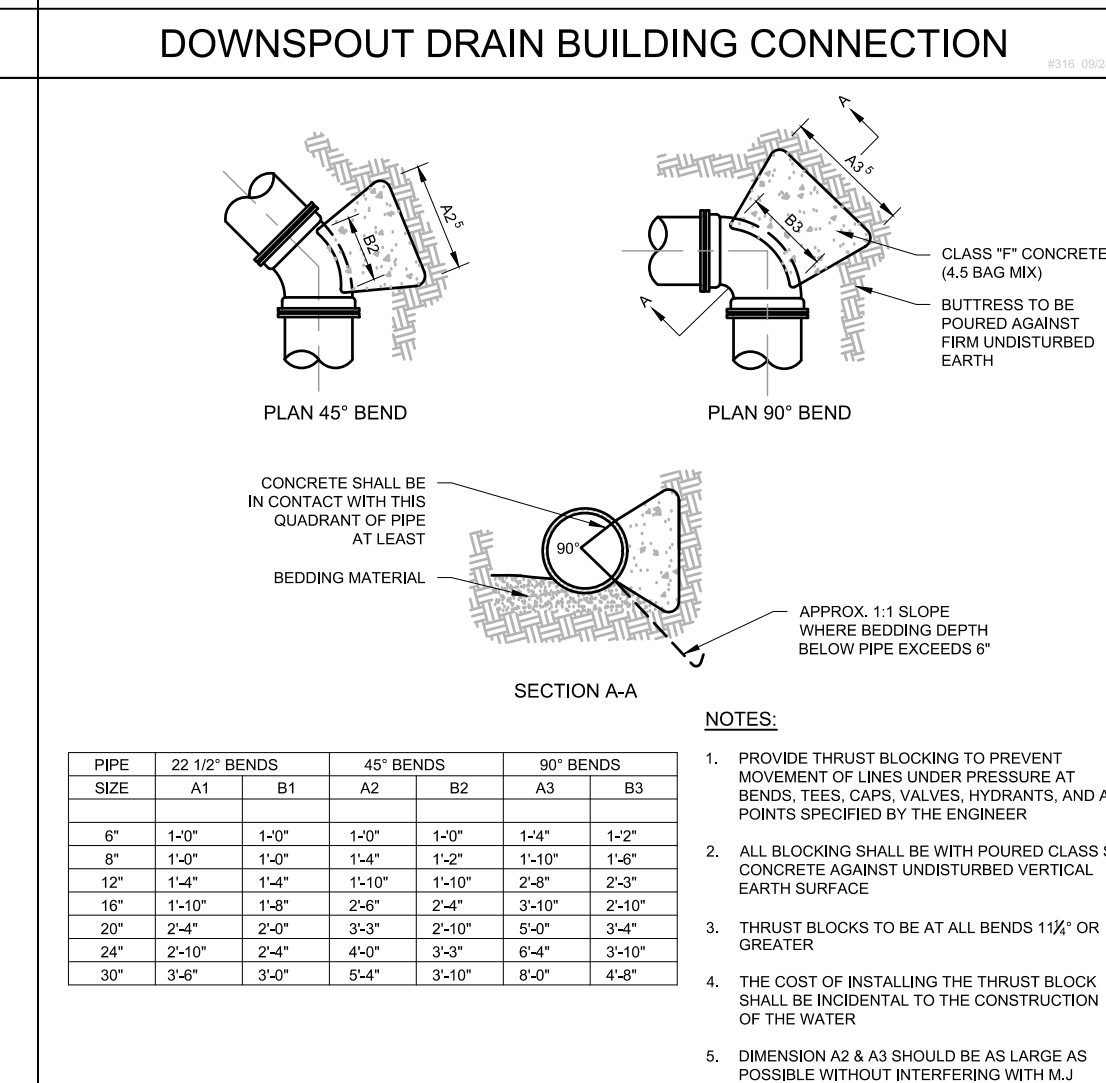 DOWNSPOUT DRAIN BUILDING CONNECTION
#316 09/2
A2 5
B2
PLAN 45° BEND
A
A3 5
B3
A
CLASS "F" CONCRETE
(4.5 BAG MIX)
BUTTRESS TO BE
POURED AGAINST
FIRM UNDISTURBED
EARTH
PLAN 90° BEND
CONCRETE SHALL BE
IN CONTACT WITH THIS
QUADRANT OF PIPE
AT LEAST
BEDDING MATERIAL
90°
APPROX. 1:1 SLOPE
WHERE BEDDING DEPTH
BELOW PIPE EXCEEDS 6"
SECTION A-A
PIPE 22 1/2° BENDS 45° BENDS 90° BENDS
SIZE A1 B1 A2 B2 A3 B3
6" 1-'0" 1-'0" 1-'0" 1-'0" 1-'4" 1-'2"
8" 1'-0" 1'-0" 1'-4" 1'-2" 1'-10" 1'-6"
12" 1'-4" 1'-4" 1'-10" 1'-10" 2'-8" 2'-3"
16" 1'-10" 1'-8" 2'-6" 2'-4" 3'-10" 2'-10"
20" 2'-4" 2'-0" 3'-3" 2'-10" 5'-0" 3'-4"
24" 2'-10" 2'-4" 4'-0" 3'-3" 6'-4" 3'-10"
30" 3'-6" 3'-0" 5'-4" 3'-10" 8'-0" 4'-8"
NOTES:
1. PROVIDE THRUST BLOCKING TO PREVENT
MOVEMENT OF LINES UNDER PRESSURE AT
BENDS, TEES, CAPS, VALVES, HYDRANTS, AND
POINTS SPECIFIED BY THE ENGINEER
2. ALL BLOCKING SHALL BE WITH POURED CLASS
CONCRETE AGAINST UNDISTURBED VERTICAL
EARTH SURFACE
3. THRUST BLOCKS TO BE AT ALL BENDS 11¼° OR
GREATER
4. THE COST OF INSTALLING THE THRUST BLOCK
SHALL BE INCIDENTAL TO THE CONSTRUCTION
OF THE WATER
5. DIMENSION A2 & A3 SHOULD BE AS LARGE AS
POSSIBLE WITHOUT INTERFERING WITH M.J